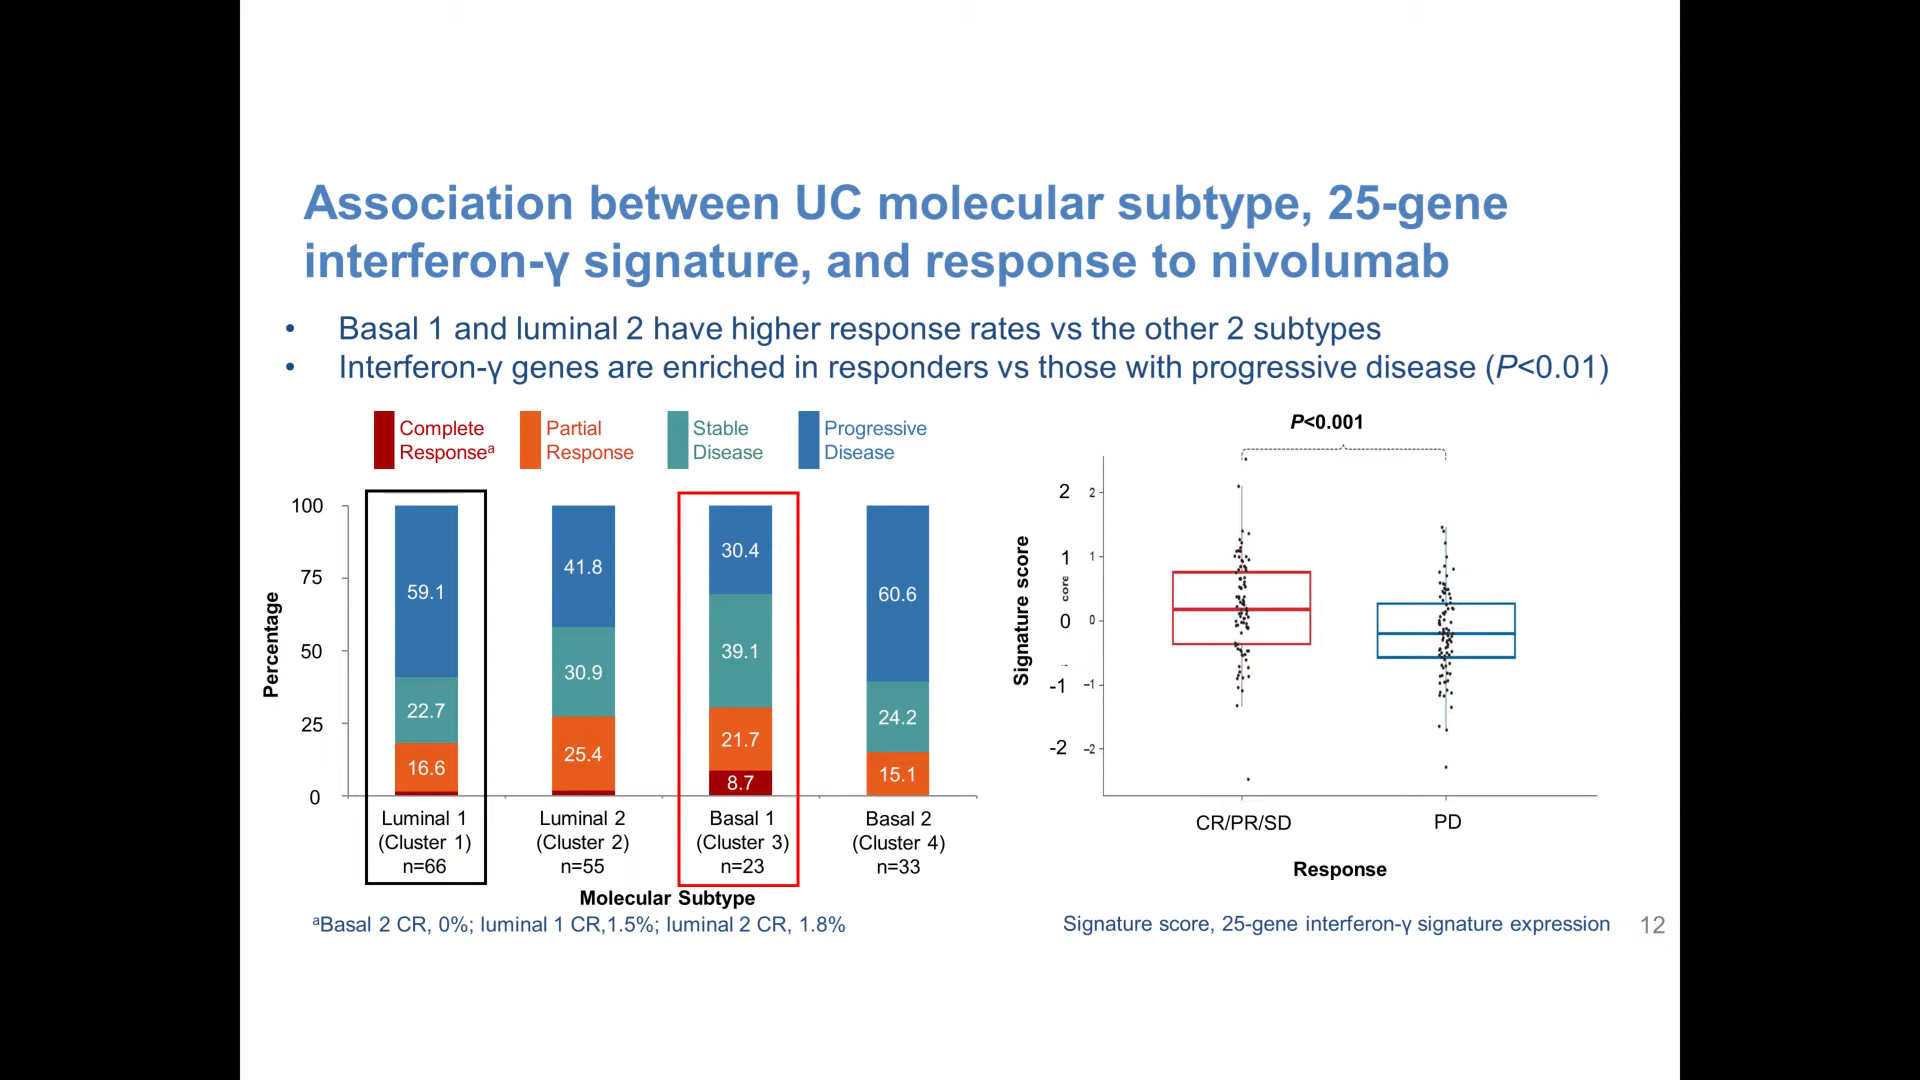 Association between UC molecular subtype, 25-gene
interferon-γ signature, and response to nivolumab
• Basal 1 and luminal 2 have higher response rates vs the other 2 subtypes
• Interferon-γ genes are enriched in responders vs those with progressive disease (P<0.01)
Complete Responseᵃ
Partial Response
Stable Disease
Progressive Disease
Percentage
100
75
50
25
0
59.1
22.7
16.6
41.8
30.9
25.4
30.4
39.1
21.7
8.7
60.6
24.2
15.1
Luminal 1
(Cluster 1)
n=66
Luminal 2
(Cluster 2)
n=55
Basal 1
(Cluster 3)
n=23
Basal 2
(Cluster 4)
n=33
Molecular Subtype
ᵃBasal 2 CR, 0%; luminal 1 CR,1.5%; luminal 2 CR, 1.8%
P<0.001
Signature score
core
2 2
1 1
0 0
-1 −1
-2 −2
CR/PR/SD
PD
Response
Signature score, 25-gene interferon-γ signature expression
12